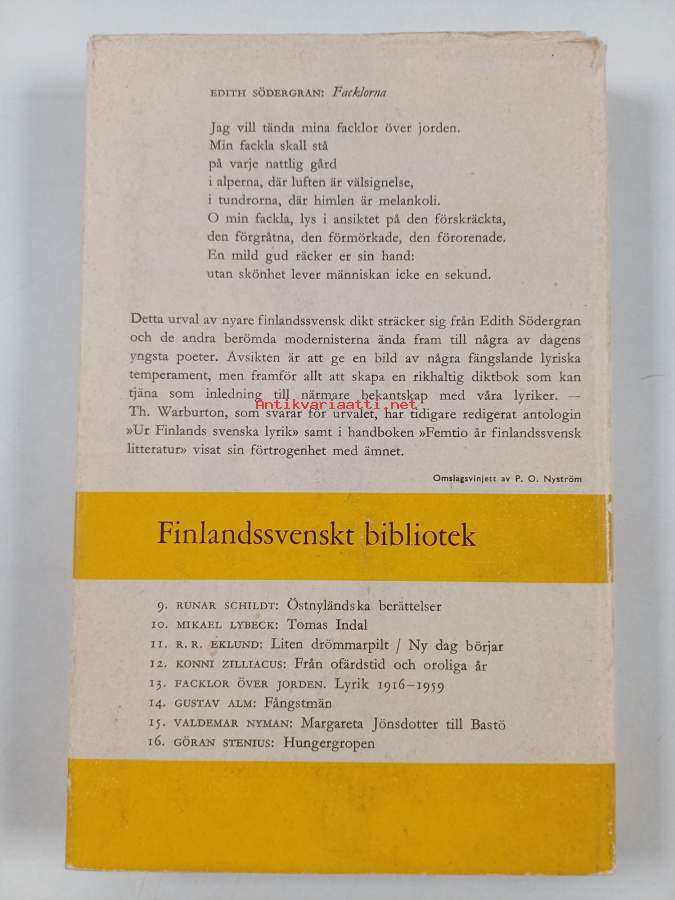 EDITH SÖDERGRAN: Facklorna
Jag vill tända mina facklor över jorden.
Min fackla skall stå
på varje nattlig gård
i alperna, där luften är välsignelse,
i tundrorna, där himlen är melankoli.
O min fackla, lys i ansiktet på den förskräckta,
den förgråtna, den förmörkade, den förorenade.
En mild gud räcker er sin hand:
utan skönhet lever människan icke en sekund.
Detta urval av nyare finlandssvensk dikt sträcker sig från Edith Södergran
och de andra berömda modernisterna ända fram till några av dagens
yngsta poeter. Avsikten är att ge en bild av några fängslande lyriska
temperament, men framför allt att skapa en rikhaltig diktbok som kan
tjäna som inledning till närmare bekantskap med våra lyriker. —
Antikvariaatti.net
Th. Warburton, som svarar för urvalet, har tidigare redigerat antologin
»Ur Finlands svenska lyrik» samt i handboken »Femtio år finlandssvensk
litteratur» visat sin förtrogenhet med ämnet.
Omslagsvinjett av P. O. Nyström
Finlandssvenskt bibliotek
9. RUNAR SCHILDT: Östnyländska berättelser
10. MIKAEL LYBECK: Tomas Indal
11. R. R. EKLUND: Liten drömmarpilt / Ny dag börjar
12. KONNI ZILLIACUS: Från ofärdstid och oroliga år
13. FACKLOR ÖVER JORDEN. Lyrik 1916–1959
14. GUSTAV ALM: Fångstmän
15. VALDEMAR NYMAN: Margareta Jönsdotter till Bastö
16. GÖRAN STENIUS: Hungergropen